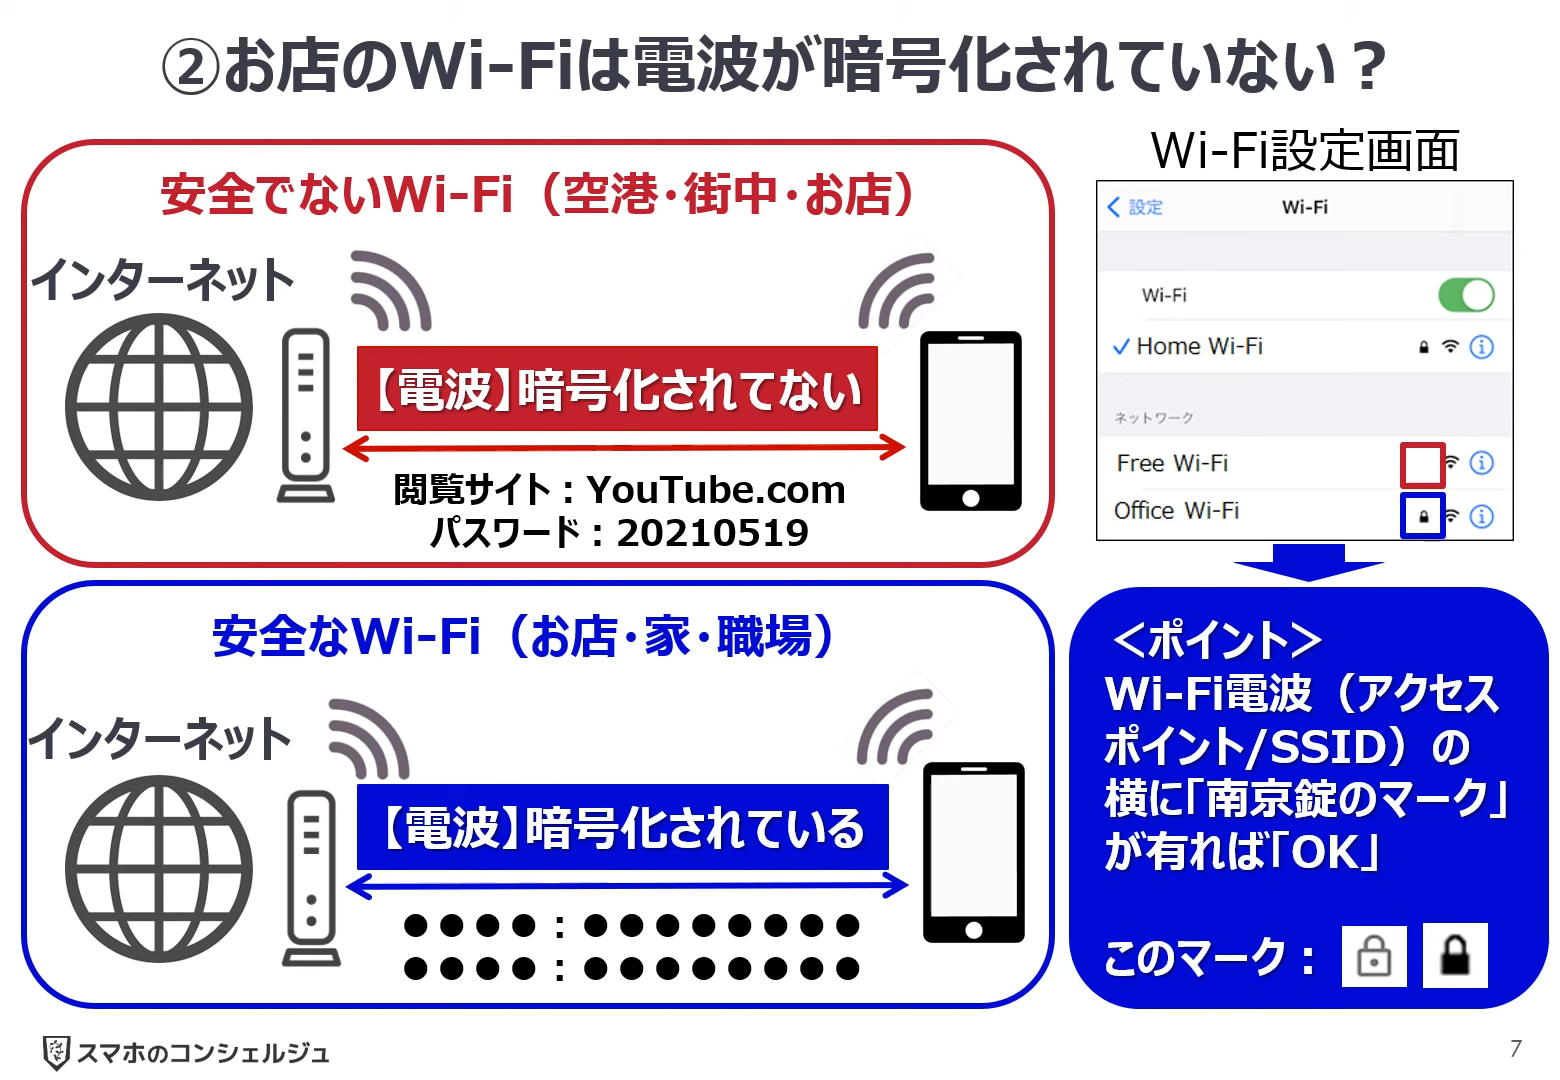 ②お店のWi-Fiは電波が暗号化されていない？
安全でないWi-Fi（空港・街中・お店）
インターネット
【電波】暗号化されてない
閲覧サイト：YouTube.com
パスワード：20210519
安全なWi-Fi（お店・家・職場）
インターネット
【電波】暗号化されている
●●●●：●●●●●●●●
●●●●：●●●●●●●●
Wi-Fi設定画面
設定
Wi-Fi
Wi-Fi
Home Wi-Fi
ネットワーク
Free Wi-Fi
Office Wi-Fi
＜ポイント＞
Wi-Fi電波（アクセス
ポイント/SSID）の
横に「南京錠のマーク」
が有れば「OK」
このマーク：
スマホのコンシェルジュ
7